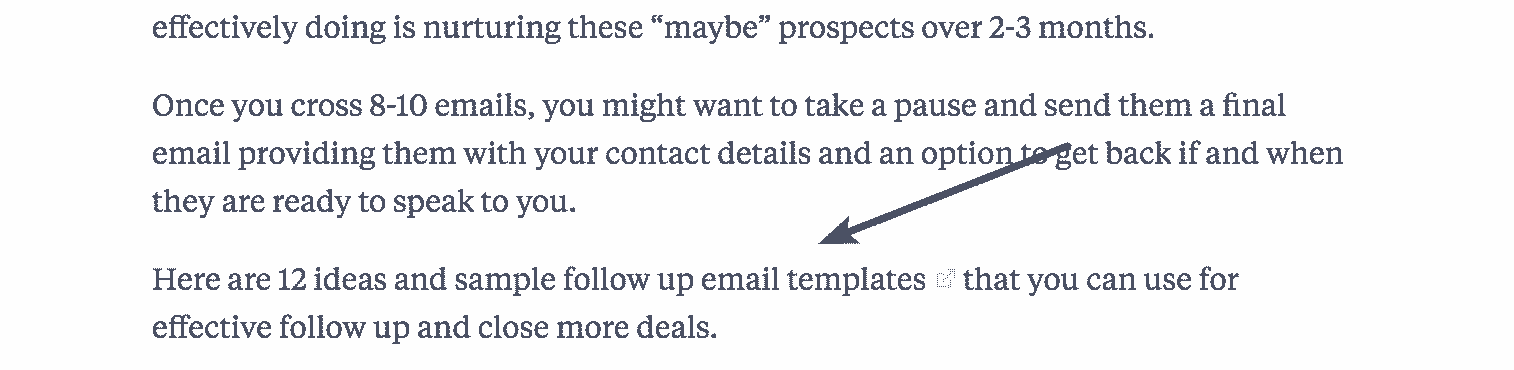 effectively doing is nurturing these “maybe” prospects over 2-3 months.
Once you cross 8-10 emails, you might want to take a pause and send them a final
email providing them with your contact details and an option to get back if and when
they are ready to speak to you.
Here are 12 ideas and sample follow up email templates that you can use for
effective follow up and close more deals.